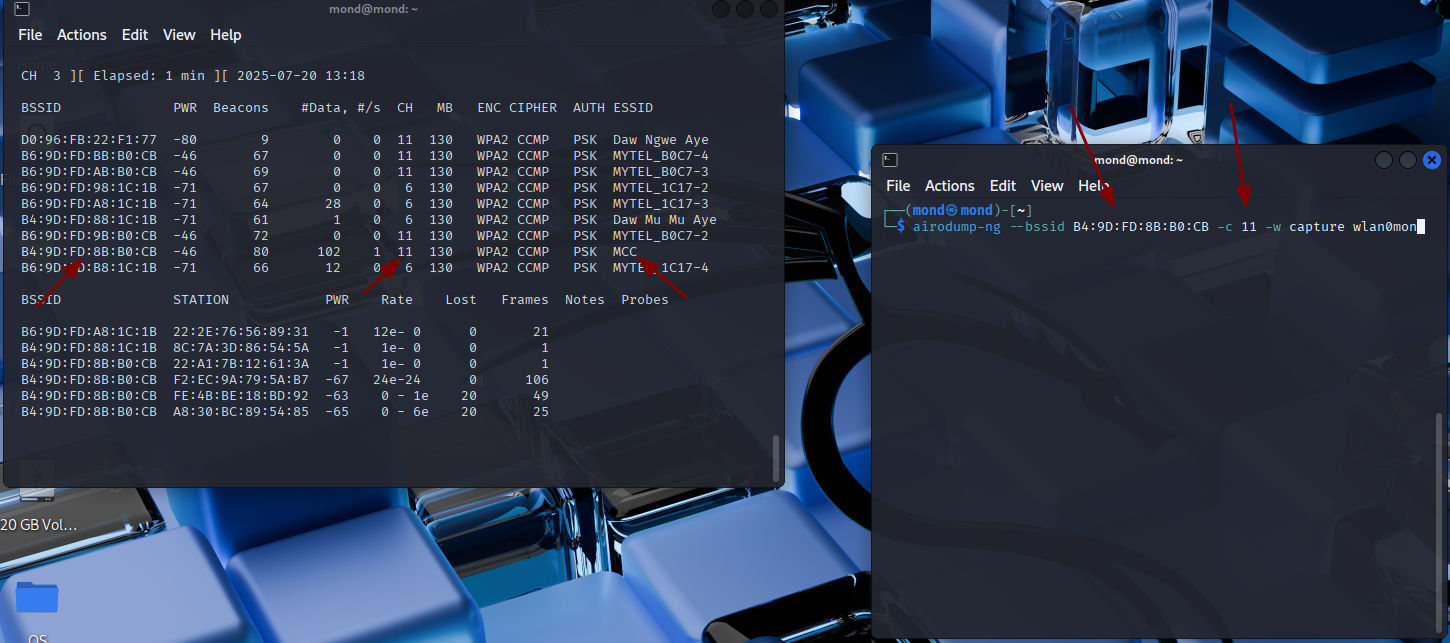 mond@mond: ~
File Actions Edit View Help
CH 3 ][ Elapsed: 1 min ][ 2025-07-20 13:18
BSSID PWR Beacons #Data, #/s CH MB ENC CIPHER AUTH ESSID
D0:96:FB:22:F1:77 -80 9 0 0 11 130 WPA2 CCMP PSK Daw Ngwe Aye
B6:9D:FD:BB:B0:CB -46 67 0 0 11 130 WPA2 CCMP PSK MYTEL_B0C7-4
B6:9D:FD:AB:B0:CB -46 69 0 0 11 130 WPA2 CCMP PSK MYTEL_B0C7-3
B6:9D:FD:98:1C:1B -71 67 0 0 6 130 WPA2 CCMP PSK MYTEL_1C17-2
B6:9D:FD:A8:1C:1B -71 64 28 0 6 130 WPA2 CCMP PSK MYTEL_1C17-3
B4:9D:FD:88:1C:1B -71 61 1 0 6 130 WPA2 CCMP PSK Daw Mu Mu Aye
B6:9D:FD:9B:B0:CB -46 72 0 0 11 130 WPA2 CCMP PSK MYTEL_B0C7-2
B4:9D:FD:8B:B0:CB -46 80 102 1 11 130 WPA2 CCMP PSK MCC
B6:9D:FD:B8:1C:1B -71 66 12 0 6 130 WPA2 CCMP PSK MYTEL_1C17-4
BSSID STATION PWR Rate Lost Frames Notes Probes
B6:9D:FD:A8:1C:1B 22:2E:76:56:89:31 -1 12e- 0 0 21
B4:9D:FD:88:1C:1B 8C:7A:3D:86:54:5A -1 1e- 0 0 1
B4:9D:FD:8B:B0:CB 22:A1:7B:12:61:3A -1 1e- 0 0 1
B4:9D:FD:8B:B0:CB F2:EC:9A:79:5A:B7 -67 24e-24 0 106
B4:9D:FD:8B:B0:CB FE:4B:BE:18:BD:92 -63 0 - 1e 20 49
B4:9D:FD:8B:B0:CB A8:30:BC:89:54:85 -65 0 - 6e 20 25
20 GB Vol...
OS
mond@mond: ~
File Actions Edit View Help
┌──(mond㉿mond)-[~]
└─$ airodump-ng --bssid B4:9D:FD:8B:B0:CB -c 11 -w capture wlan0mon